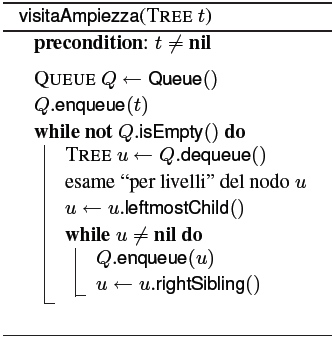 visitaAmpiezza(TREE t)
precondition: t ≠ nil
QUEUE Q ← Queue()
Q.enqueue(t)
while not Q.isEmpty() do
TREE u ← Q.dequeue()
esame “per livelli” del nodo u
u ← u.leftmostChild()
while u ≠ nil do
Q.enqueue(u)
u ← u.rightSibling()